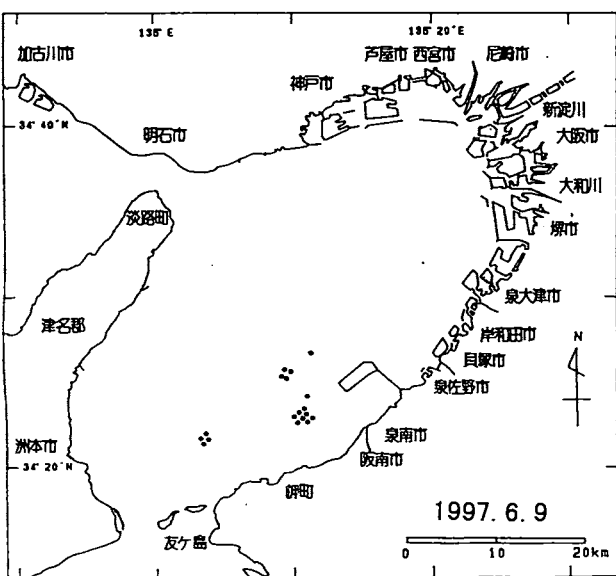 135°E
135°20'E
加古川市
芦屋市 西宮市 尼崎市
神戸市
新淀川
34°40'N
明石市
大阪市
大和川
淡路町
堺市
泉大津市
津名郡
岸和田市
N
貝塚市
泉佐野市
泉南市
洲本市
阪南市
34°20'N
岬町
1997.6.9
友ケ島
0 10 20km